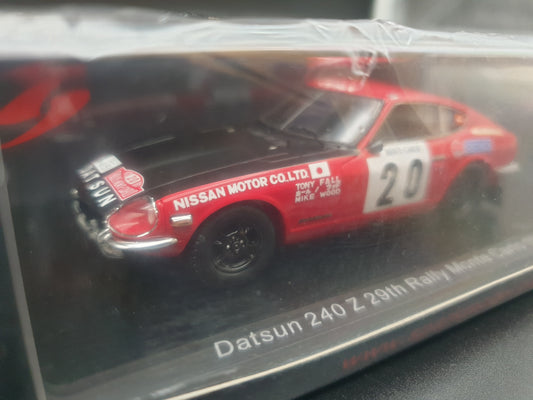 DATSUN
NISSAN MOTOR CO.LTD.
TONY FALL
MIKE WOOD
20
Datsun 240 Z 29th Rally Monte Carlo